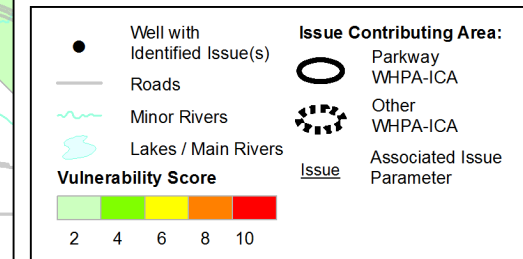 Well with
Identified Issue(s)
Roads
Minor Rivers
Lakes / Main Rivers
Vulnerability Score
2 4 6 8 10
Issue Contributing Area:
Parkway
WHPA-ICA
Other
WHPA-ICA
Issue
Associated Issue
Parameter